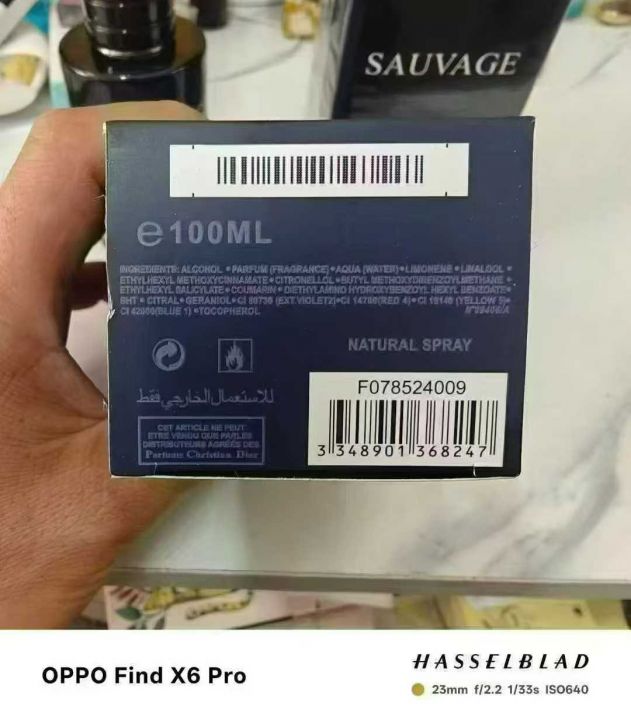 SAUVAGE
e 100ML
INGREDIENTS: ALCOHOL • PARFUM (FRAGRANCE) • AQUA (WATER) • LIMONENE • LINALOOL •
ETHYLHEXYL METHOXYCINNAMATE • CITRONELLOL • BUTYL METHOXYDIBENZOYLMETHANE •
ETHYLHEXYL SALICYLATE • COUMARIN • DIETHYLAMINO HYDROXYBENZOYL HEXYL BENZOATE •
BHT • CITRAL • GERANIOL • CI 60730 (EXT.VIOLET2) • CI 14700(RED 4) • CI 19140 (YELLOW 5) •
CI 42090(BLUE 1) • TOCOPHEROL
NATURAL SPRAY
للاستعمال الخارجي فقط
F078524009
3 348901 368247
CET ARTICLE NE PEUT
ETRE VENDU QUE PAR LES
DISTRIBUTEURS AGRÉÉS DES
Parfums Christian Dior
OPPO Find X6 Pro
HASSELBLAD
23mm f/2.2 1/33s ISO640